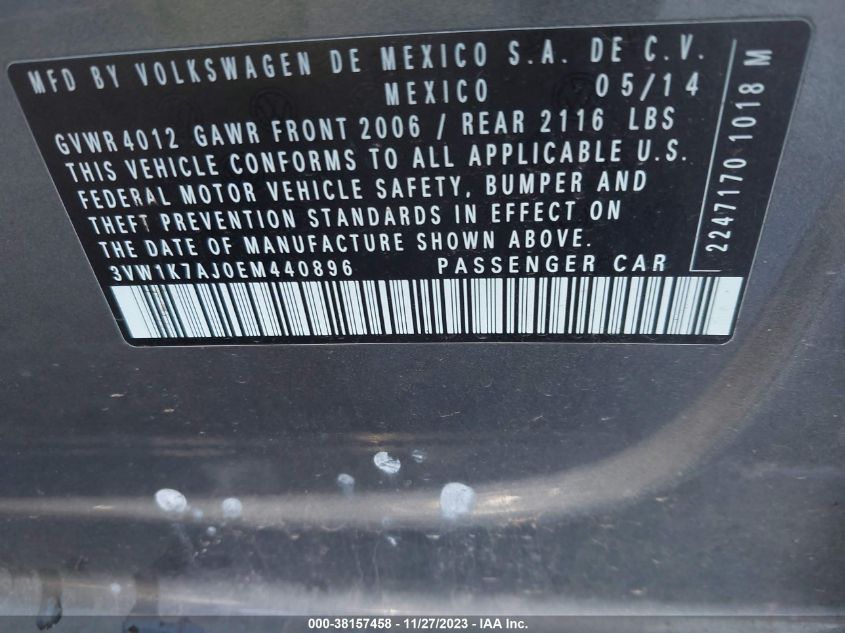 MFD BY VOLKSWAGEN DE MEXICO S.A. DE C.V.
MEXICO 05/14
GVWR 4012 GAWR FRONT 2006 / REAR 2116 LBS
THIS VEHICLE CONFORMS TO ALL APPLICABLE U.S.
FEDERAL MOTOR VEHICLE SAFETY, BUMPER AND
THEFT PREVENTION STANDARDS IN EFFECT ON
THE DATE OF MANUFACTURE SHOWN ABOVE.
3VW1K7AJ0EM440896 PASSENGER CAR
2247170 1018 M
000-38157458 - 11/27/2023 - IAA Inc.